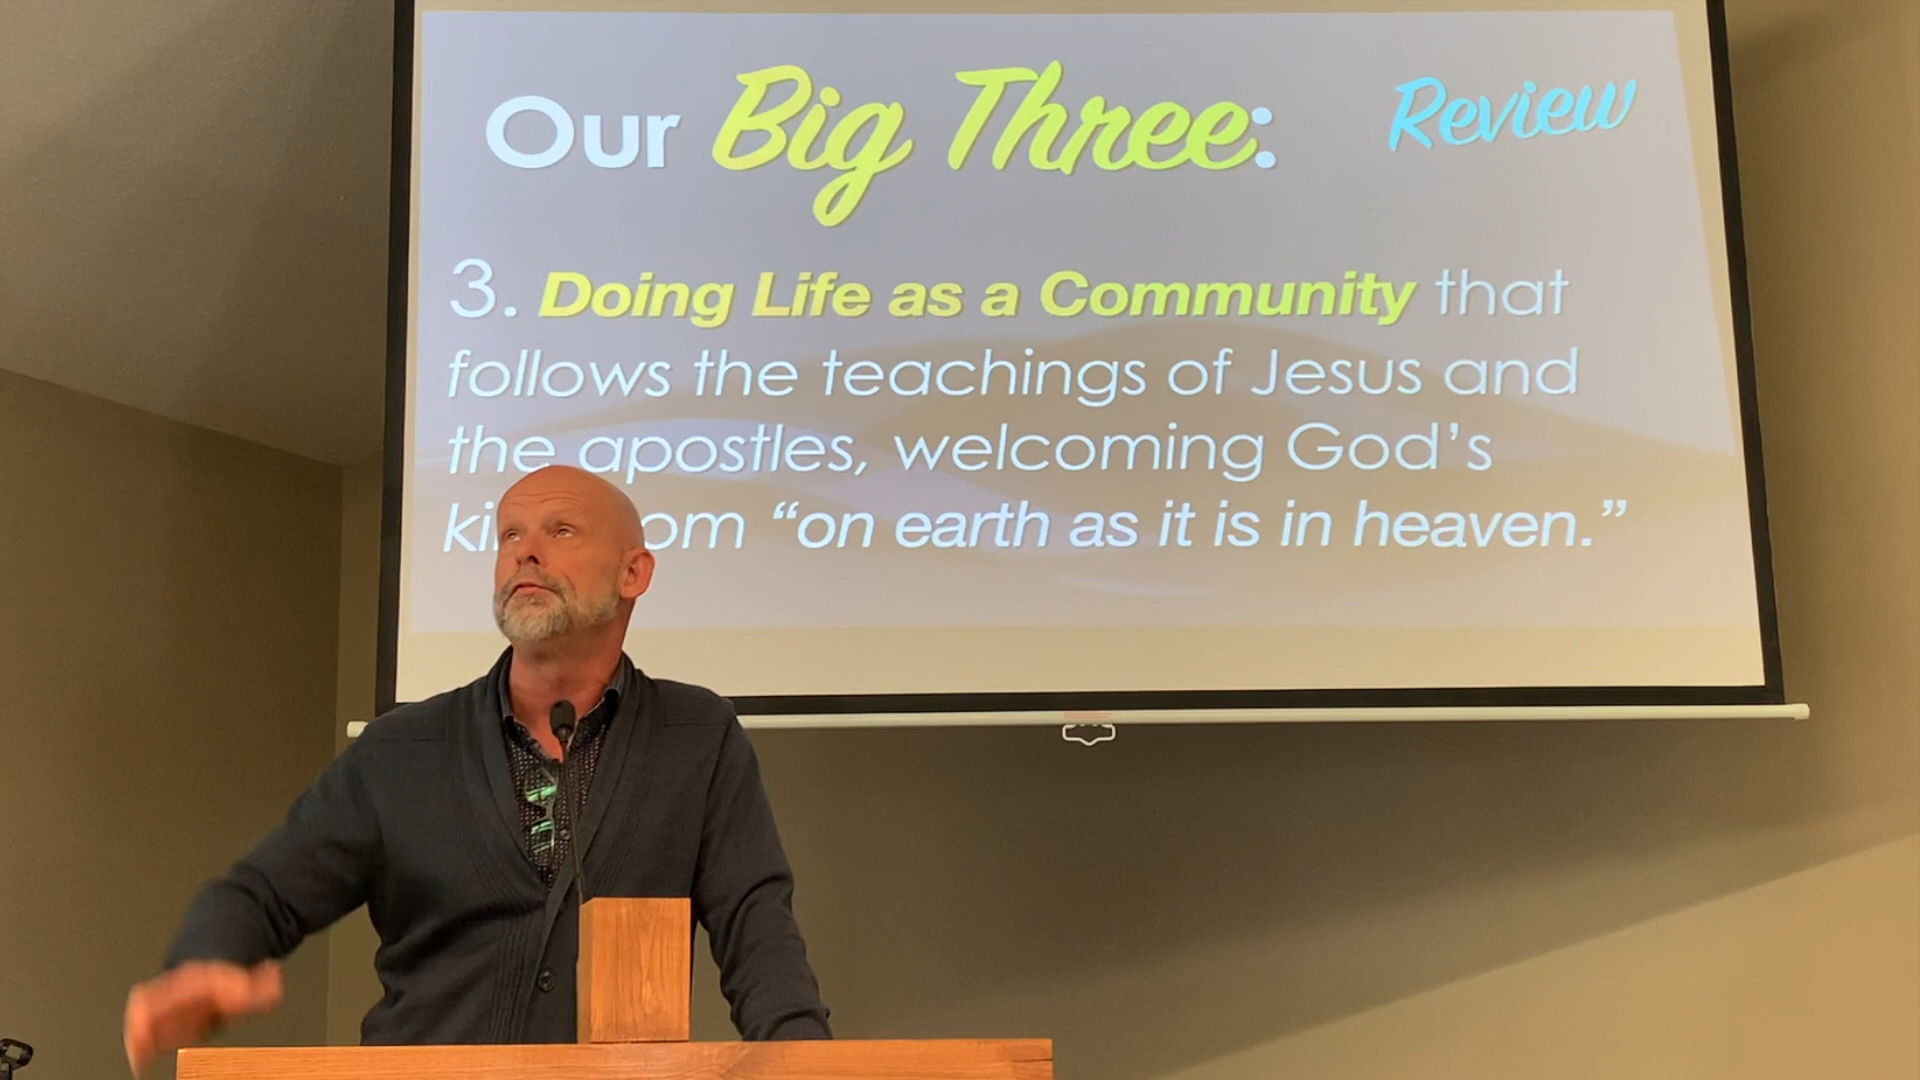 Our Big Three: Review
3. Doing Life as a Community that
follows the teachings of Jesus and
the apostles, welcoming God’s
“on earth as it is in heaven.”